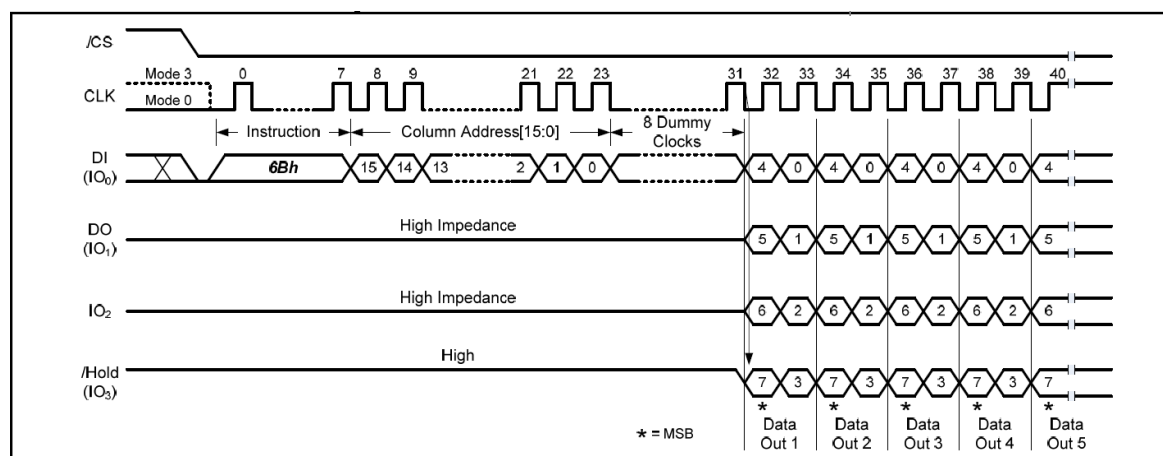 /CS
Mode 3 0 7 8 9 21 22 23 31 32 33 34 35 36 37 38 39 40
CLK Mode 0
Instruction Column Address[15:0] 8 Dummy
Clocks
DI
(IO0) 6Bh 15 14 13 2 1 0 4 0 4 0 4 0 4 0 4
High Impedance
DO
(IO1) 5 1 5 1 5 1 5 1 5
High Impedance
IO2 6 2 6 2 6 2 6 2 6
High
/Hold
(IO3) 7 3 7 3 7 3 7 3 7
* * * * *
* = MSB Data Data Data Data Data
Out 1 Out 2 Out 3 Out 4 Out 5